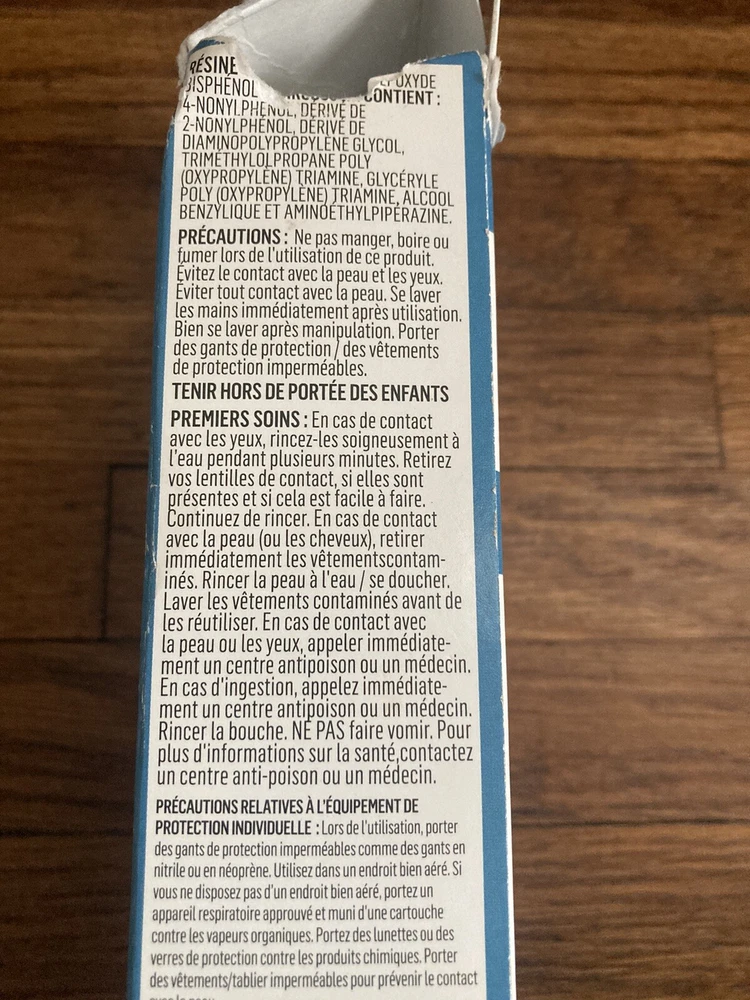 RÉSINE
BISPHÉNOL
CONTIENT :
4-NONYLPHENOL, DÉRIVÉ DE
2-NONYLPHÉNOL, DÉRIVÉ DE
DIAMINOPOLYPROPYLÈNE GLYCOL,
TRIMÉTHYLOLPROPANE POLY
(OXYPROPYLÈNE) TRIAMINE, GLYCÉRYLE
POLY (OXYPROPYLÈNE) TRIAMINE, ALCOOL
BENZYLIQUE ET AMINOÉTHYLPIPÉRAZINE.
PRÉCAUTIONS : Ne pas manger, boire ou
fumer lors de l'utilisation de ce produit.
Évitez le contact avec la peau et les yeux.
Éviter tout contact avec la peau. Se laver
les mains immédiatement après utilisation.
Bien se laver après manipulation. Porter
des gants de protection / des vêtements
de protection imperméables.
TENIR HORS DE PORTÉE DES ENFANTS
PREMIERS SOINS : En cas de contact
avec les yeux, rincez-les soigneusement à
l'eau pendant plusieurs minutes. Retirez
vos lentilles de contact, si elles sont
présentes et si cela est facile à faire.
Continuez de rincer. En cas de contact
avec la peau (ou les cheveux), retirer
immédiatement les vêtementscontam-
inés. Rincer la peau à l'eau / se doucher.
Laver les vêtements contaminés avant de
les réutiliser. En cas de contact avec
la peau ou les yeux, appeler immédiate-
ment un centre antipoison ou un médecin.
En cas d'ingestion, appelez immédiate-
ment un centre antipoison ou un médecin.
Rincer la bouche. NE PAS faire vomir. Pour
plus d'informations sur la santé,contactez
un centre anti-poison ou un médecin.
PRÉCAUTIONS RELATIVES À L'ÉQUIPEMENT DE
PROTECTION INDIVIDUELLE : Lors de l'utilisation, porter
des gants de protection imperméables comme des gants en
nitrile ou en néoprène. Utilisez dans un endroit bien aéré. Si
vous ne disposez pas d'un endroit bien aéré, portez un
appareil respiratoire approuvé et muni d'une cartouche
contre les vapeurs organiques. Portez des lunettes ou des
verres de protection contre les produits chimiques. Porter
des vêtements/tablier imperméables pour prévenir le contact